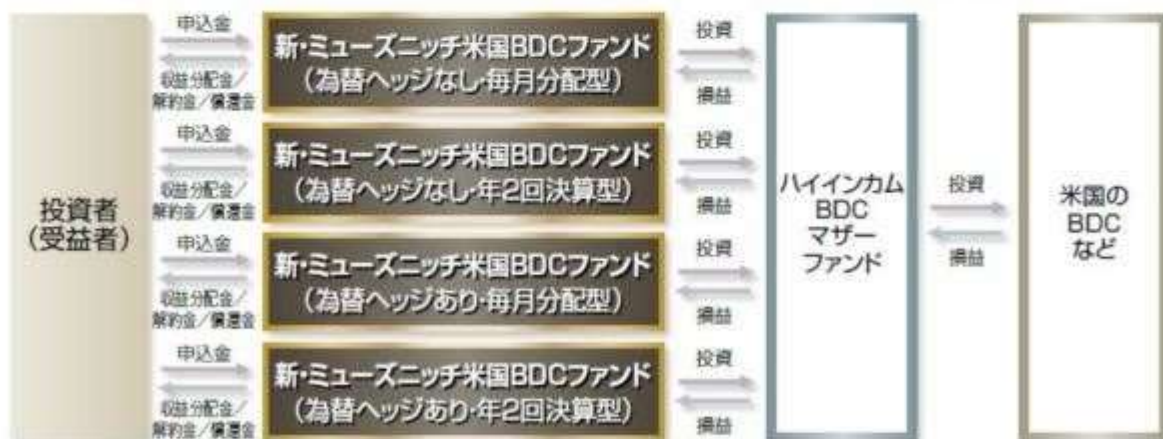 投資者
(受益者)
申込金
収益分配金/
解約金/償還金
新・ミューズニッチ米国BDCファンド
(為替ヘッジなし・毎月分配型)
投資
損益
申込金
収益分配金/
解約金/償還金
新・ミューズニッチ米国BDCファンド
(為替ヘッジなし・年2回決算型)
投資
損益
申込金
収益分配金/
解約金/償還金
新・ミューズニッチ米国BDCファンド
(為替ヘッジあり・毎月分配型)
投資
損益
申込金
収益分配金/
解約金/償還金
新・ミューズニッチ米国BDCファンド
(為替ヘッジあり・年2回決算型)
投資
損益
ハイインカム
BDC
マザー
ファンド
投資
損益
米国の
BDC
など